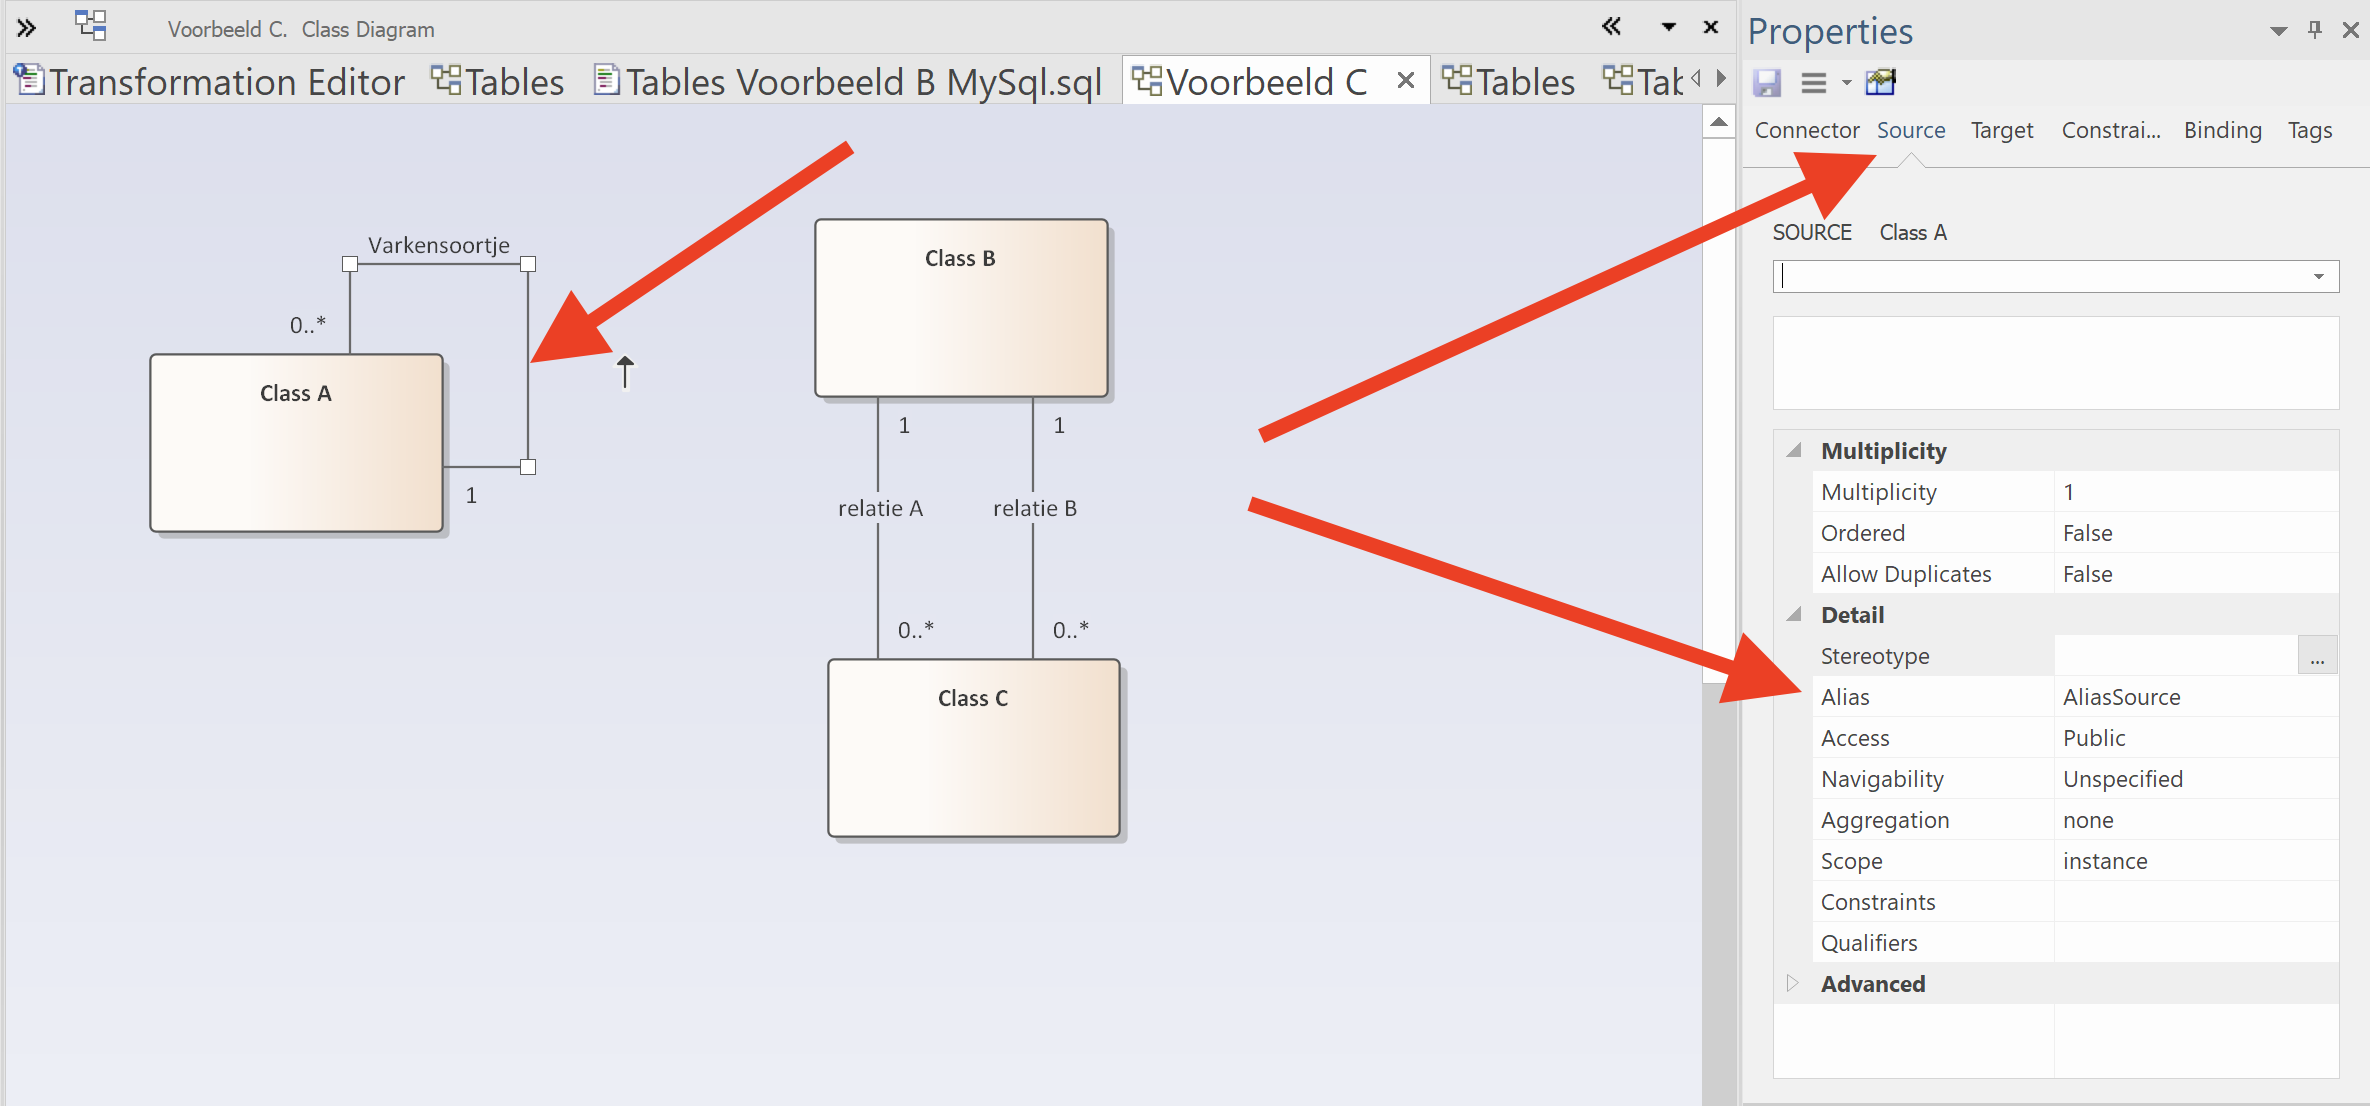 Voorbeeld C.  Class Diagram
Transformation Editor
Tables
Tables Voorbeeld B MySql.sql
Voorbeeld C
Tables
Tab
Varkensoortje
0..*
Class A
1
Class B
1
1
relatie A
relatie B
0..*
0..*
Class C
Properties
Connector
Source
Target
Constrai...
Binding
Tags
SOURCE Class A
Multiplicity
Multiplicity 1
Ordered False
Allow Duplicates False
Detail
Stereotype ...
Alias AliasSource
Access Public
Navigability Unspecified
Aggregation none
Scope instance
Constraints
Qualifiers
Advanced